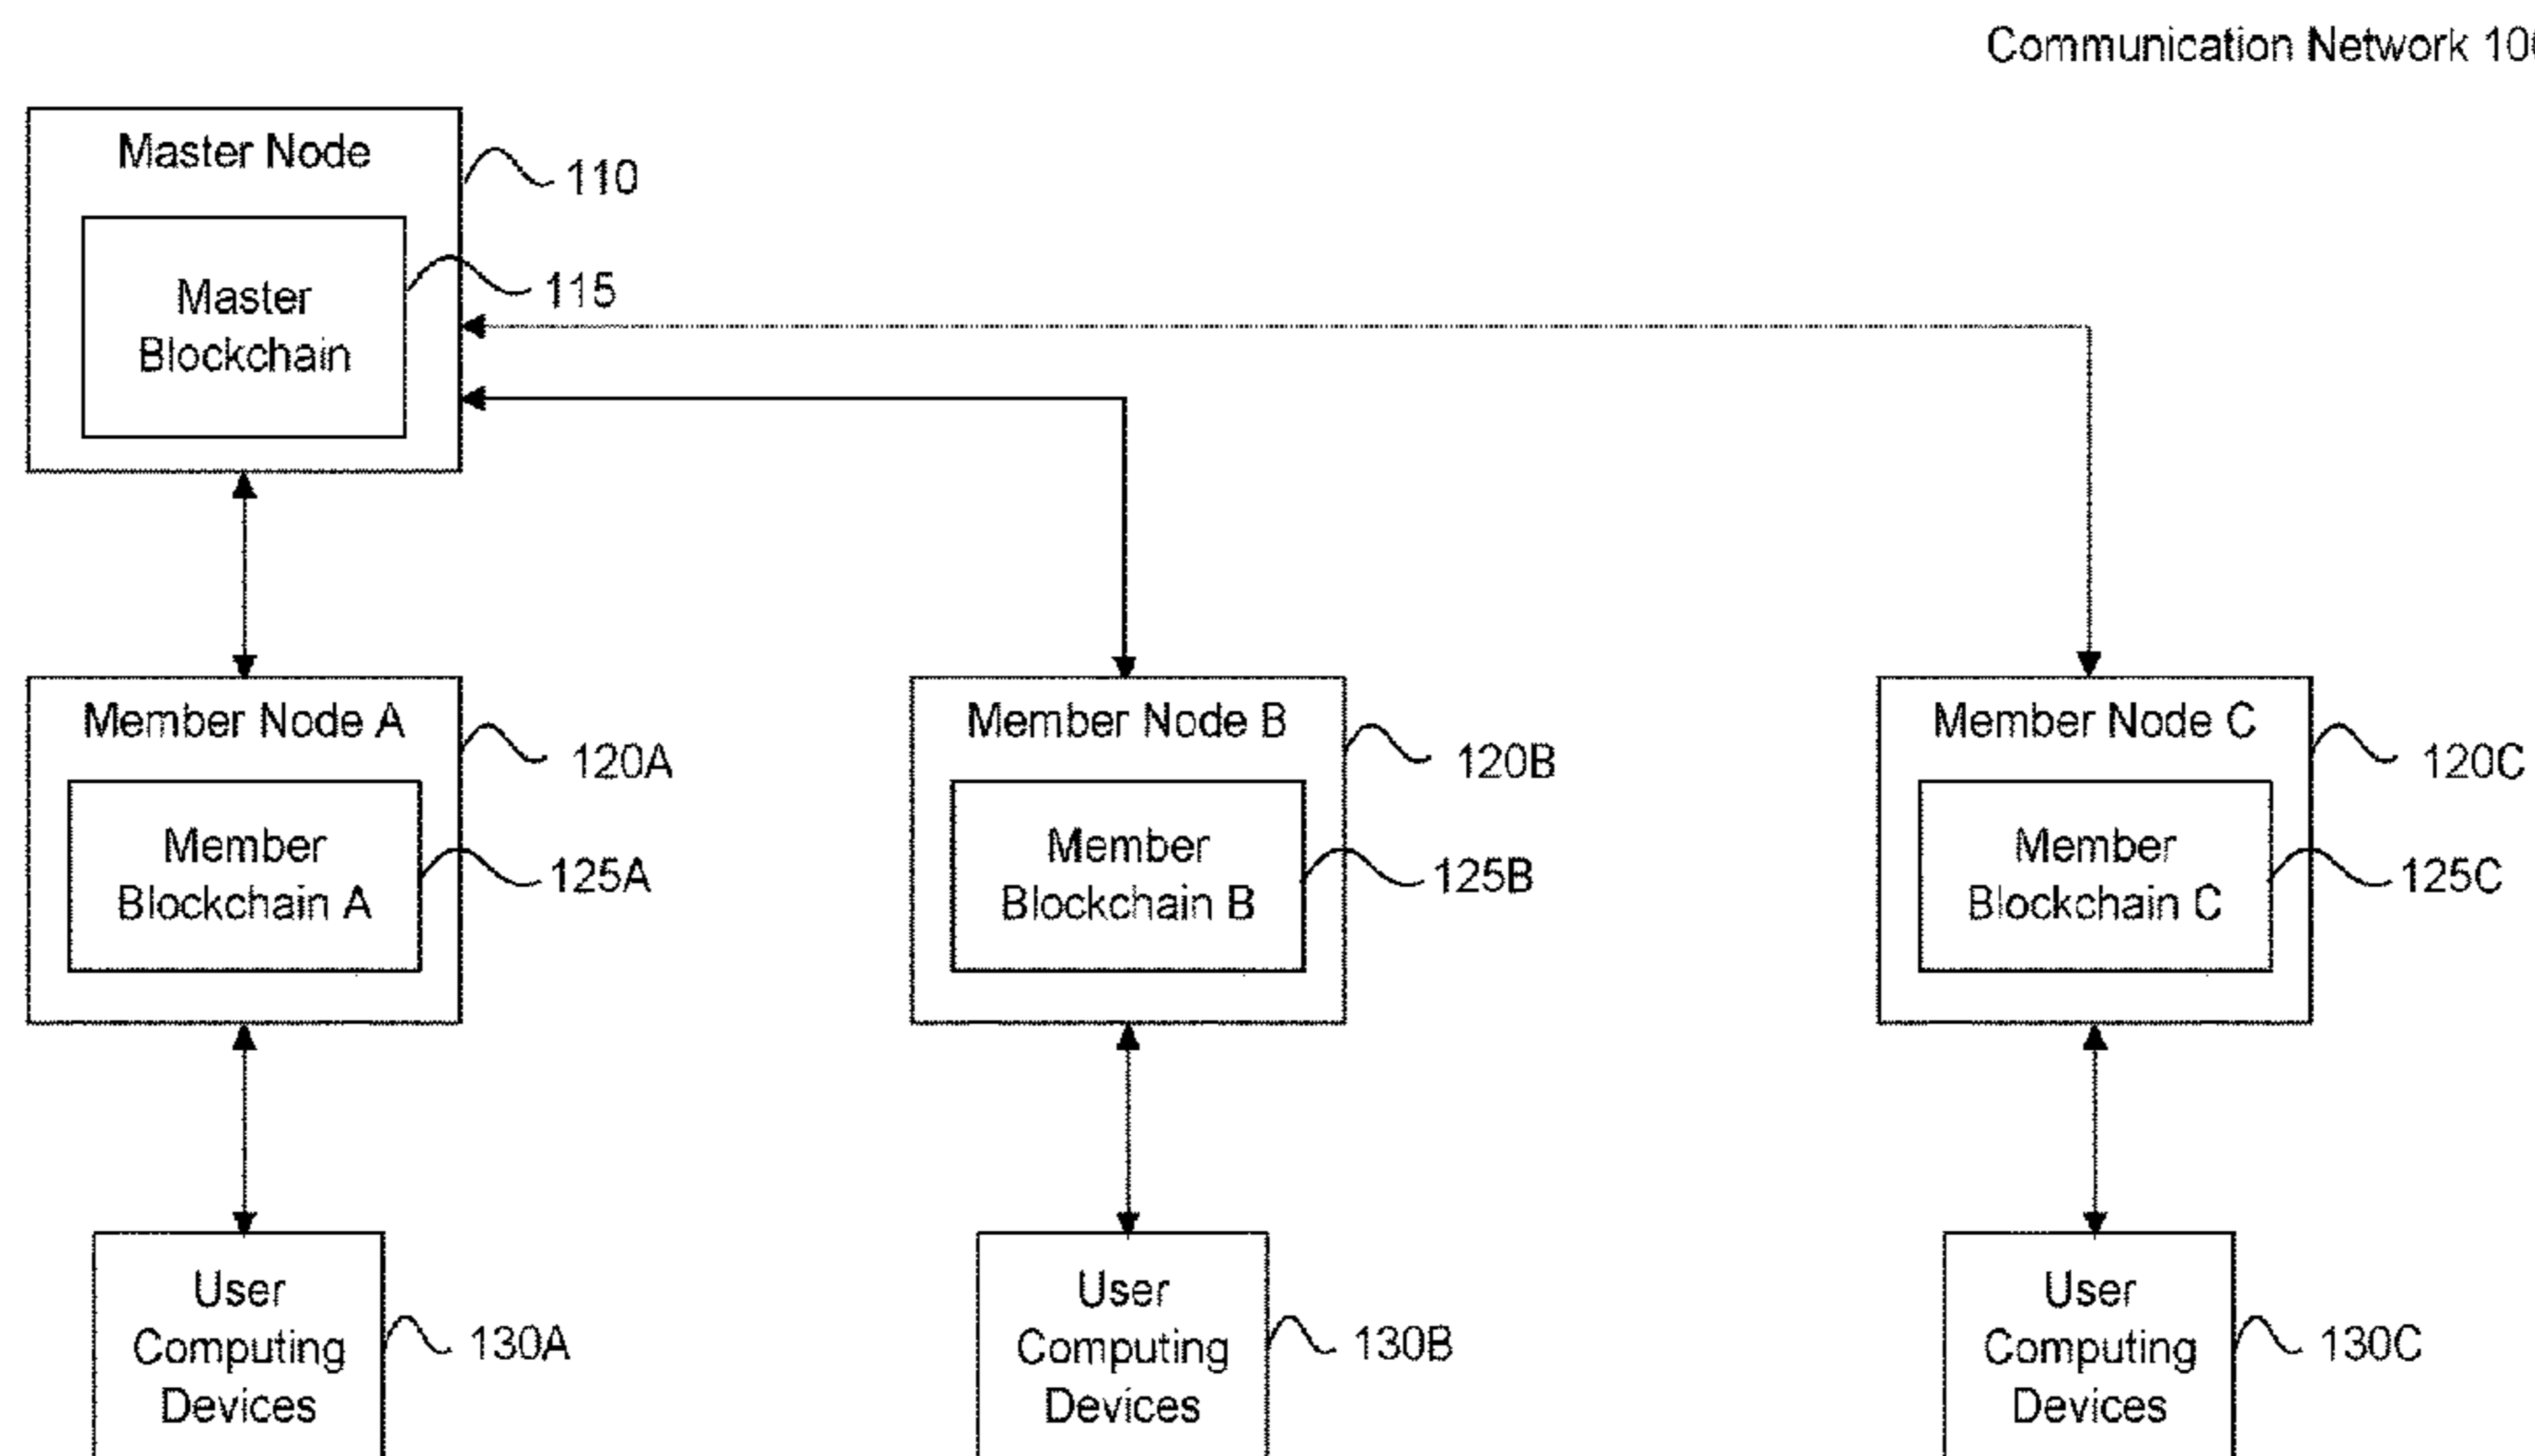 Communication Network 100
Master Node
110
Master
Blockchain
115
Member Node A
120A
Member
Blockchain A
125A
Member Node B
120B
Member
Blockchain B
125B
Member Node C
120C
Member
Blockchain C
125C
User
Computing
Devices
130A
User
Computing
Devices
130B
User
Computing
Devices
130C